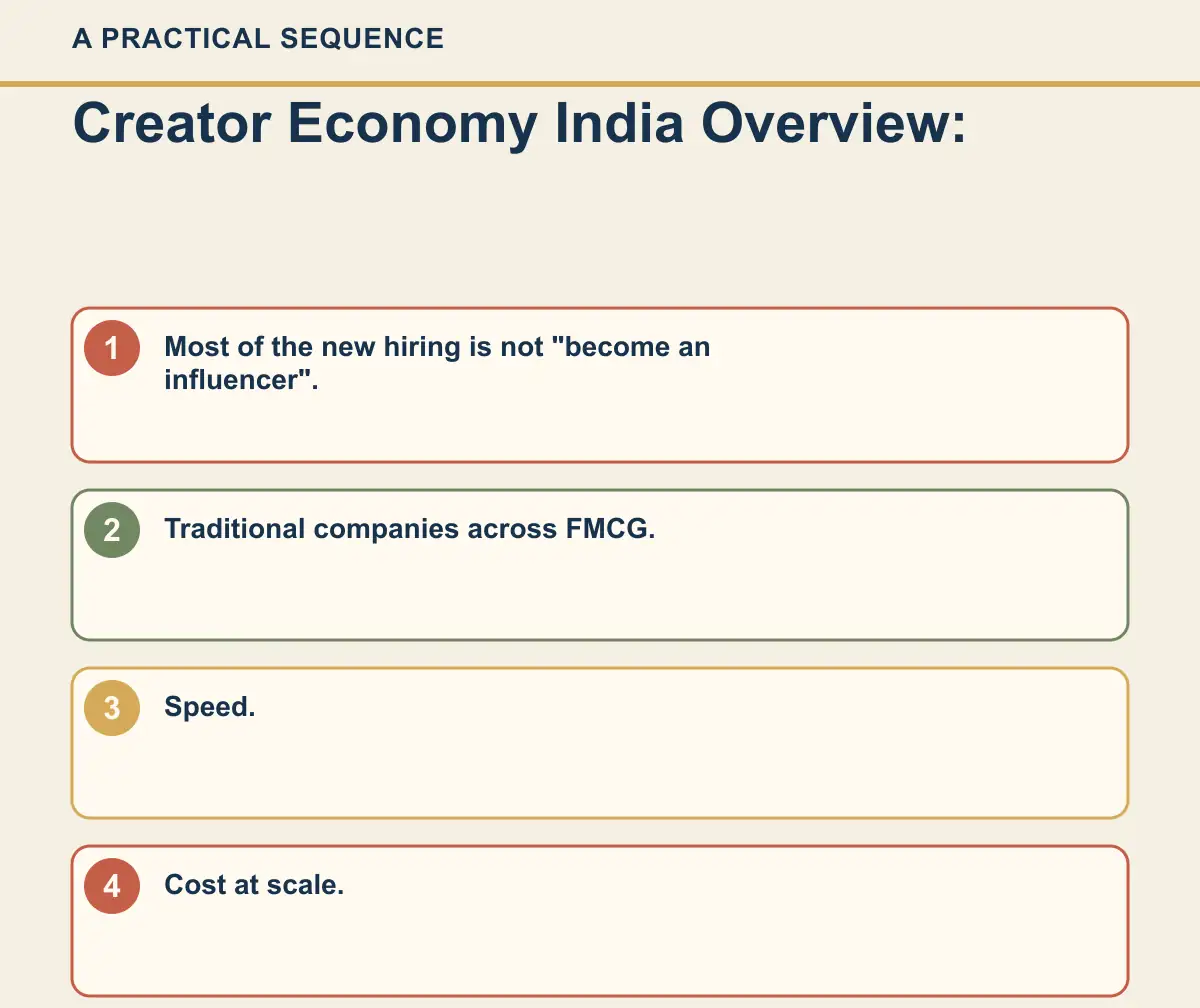 A PRACTICAL SEQUENCE
Creator Economy India Overview:
1
Most of the new hiring is not "become an
influencer".
2
Traditional companies across FMCG.
3
Speed.
4
Cost at scale.